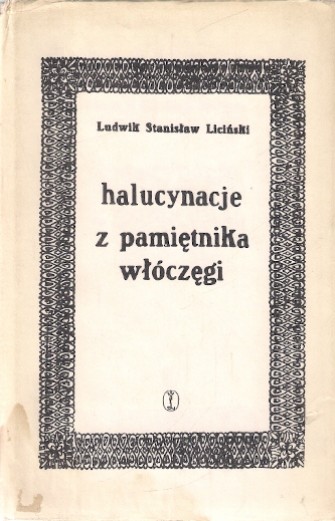 Ludwik Stanisław Liciński
halucynacje
z pamiętnika
włóczęgi